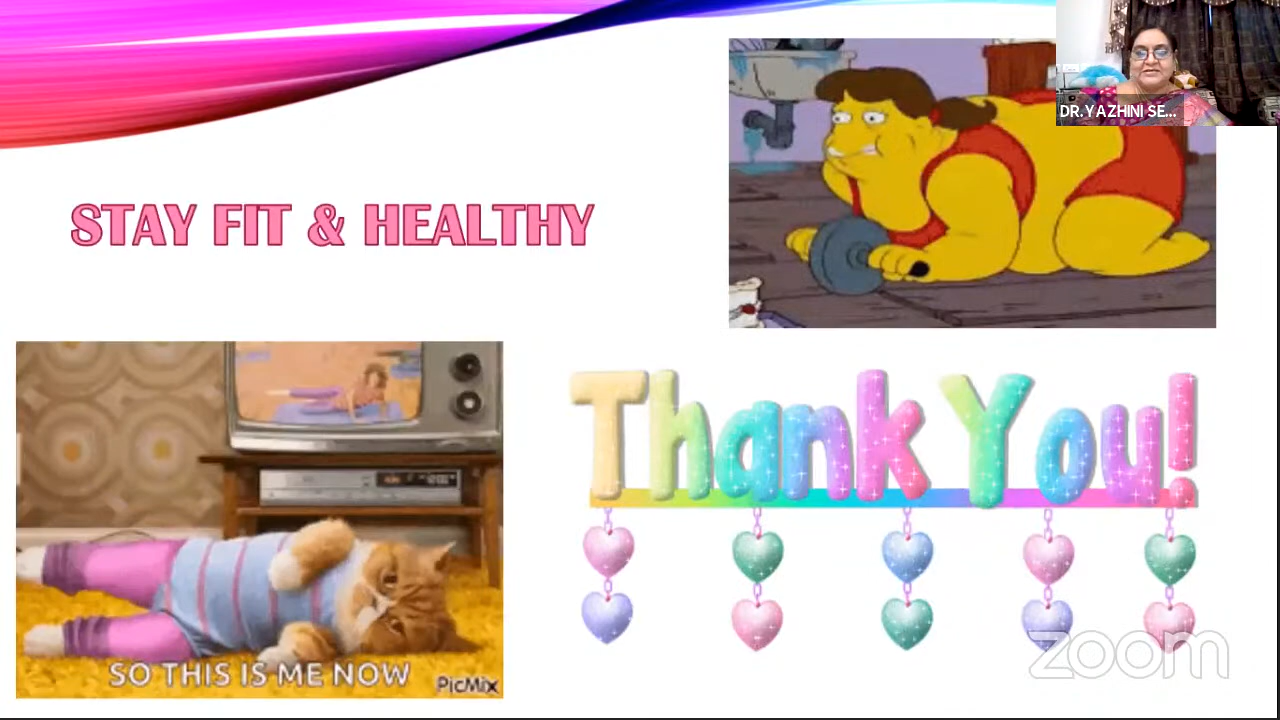 DR.YAZHINI SE...
STAY FIT & HEALTHY
Thank You!
SO THIS IS ME NOW
PicMix
zoom